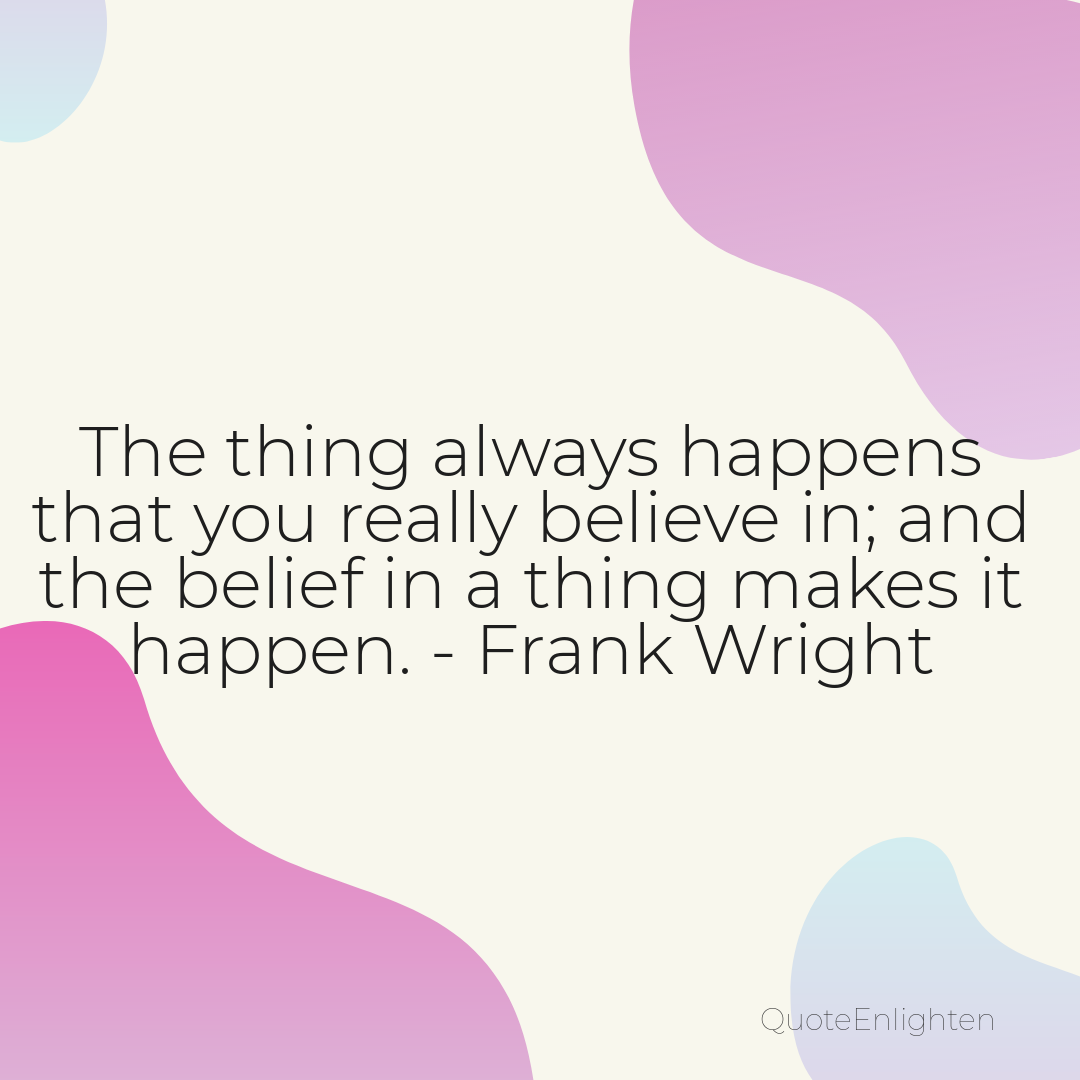 The thing always happens
that you really believe in; and
the belief in a thing makes it
happen. - Frank Wright
QuoteEnlighten